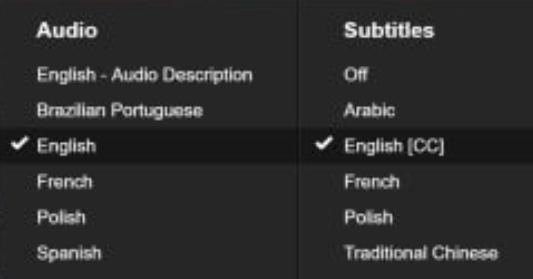 Audio
English - Audio Description
Brazilian Portuguese
English
French
Polish
Spanish
Subtitles
Off
Arabic
English [CC]
French
Polish
Traditional Chinese